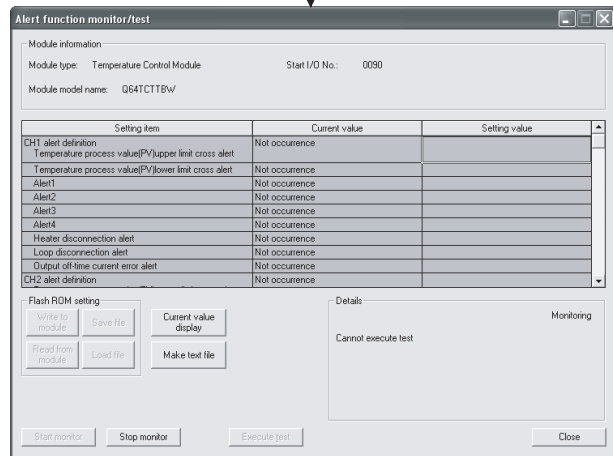 Alert function monitor/test
Module information
Module type: Temperature Control Module Start I/O No.: 0090
Module model name: Q64TCTTBW
Setting item Current value Setting value
CH1 alert definition Not occurrence
Temperature process value(PV)upper limit cross alert
Temperature process value(PV)lower limit cross alert Not occurrence
Alert1 Not occurrence
Alert2 Not occurrence
Alert3 Not occurrence
Alert4 Not occurrence
Heater disconnection alert Not occurrence
Loop disconnection alert Not occurrence
Output off-time current error alert Not occurrence
CH2 alert definition Not occurrence
Flash ROM setting
Write to module
Save file
Current value display
Read from module
Load file
Make text file
Details
Monitoring
Cannot execute test
Start monitor
Stop monitor
Execute test
Close